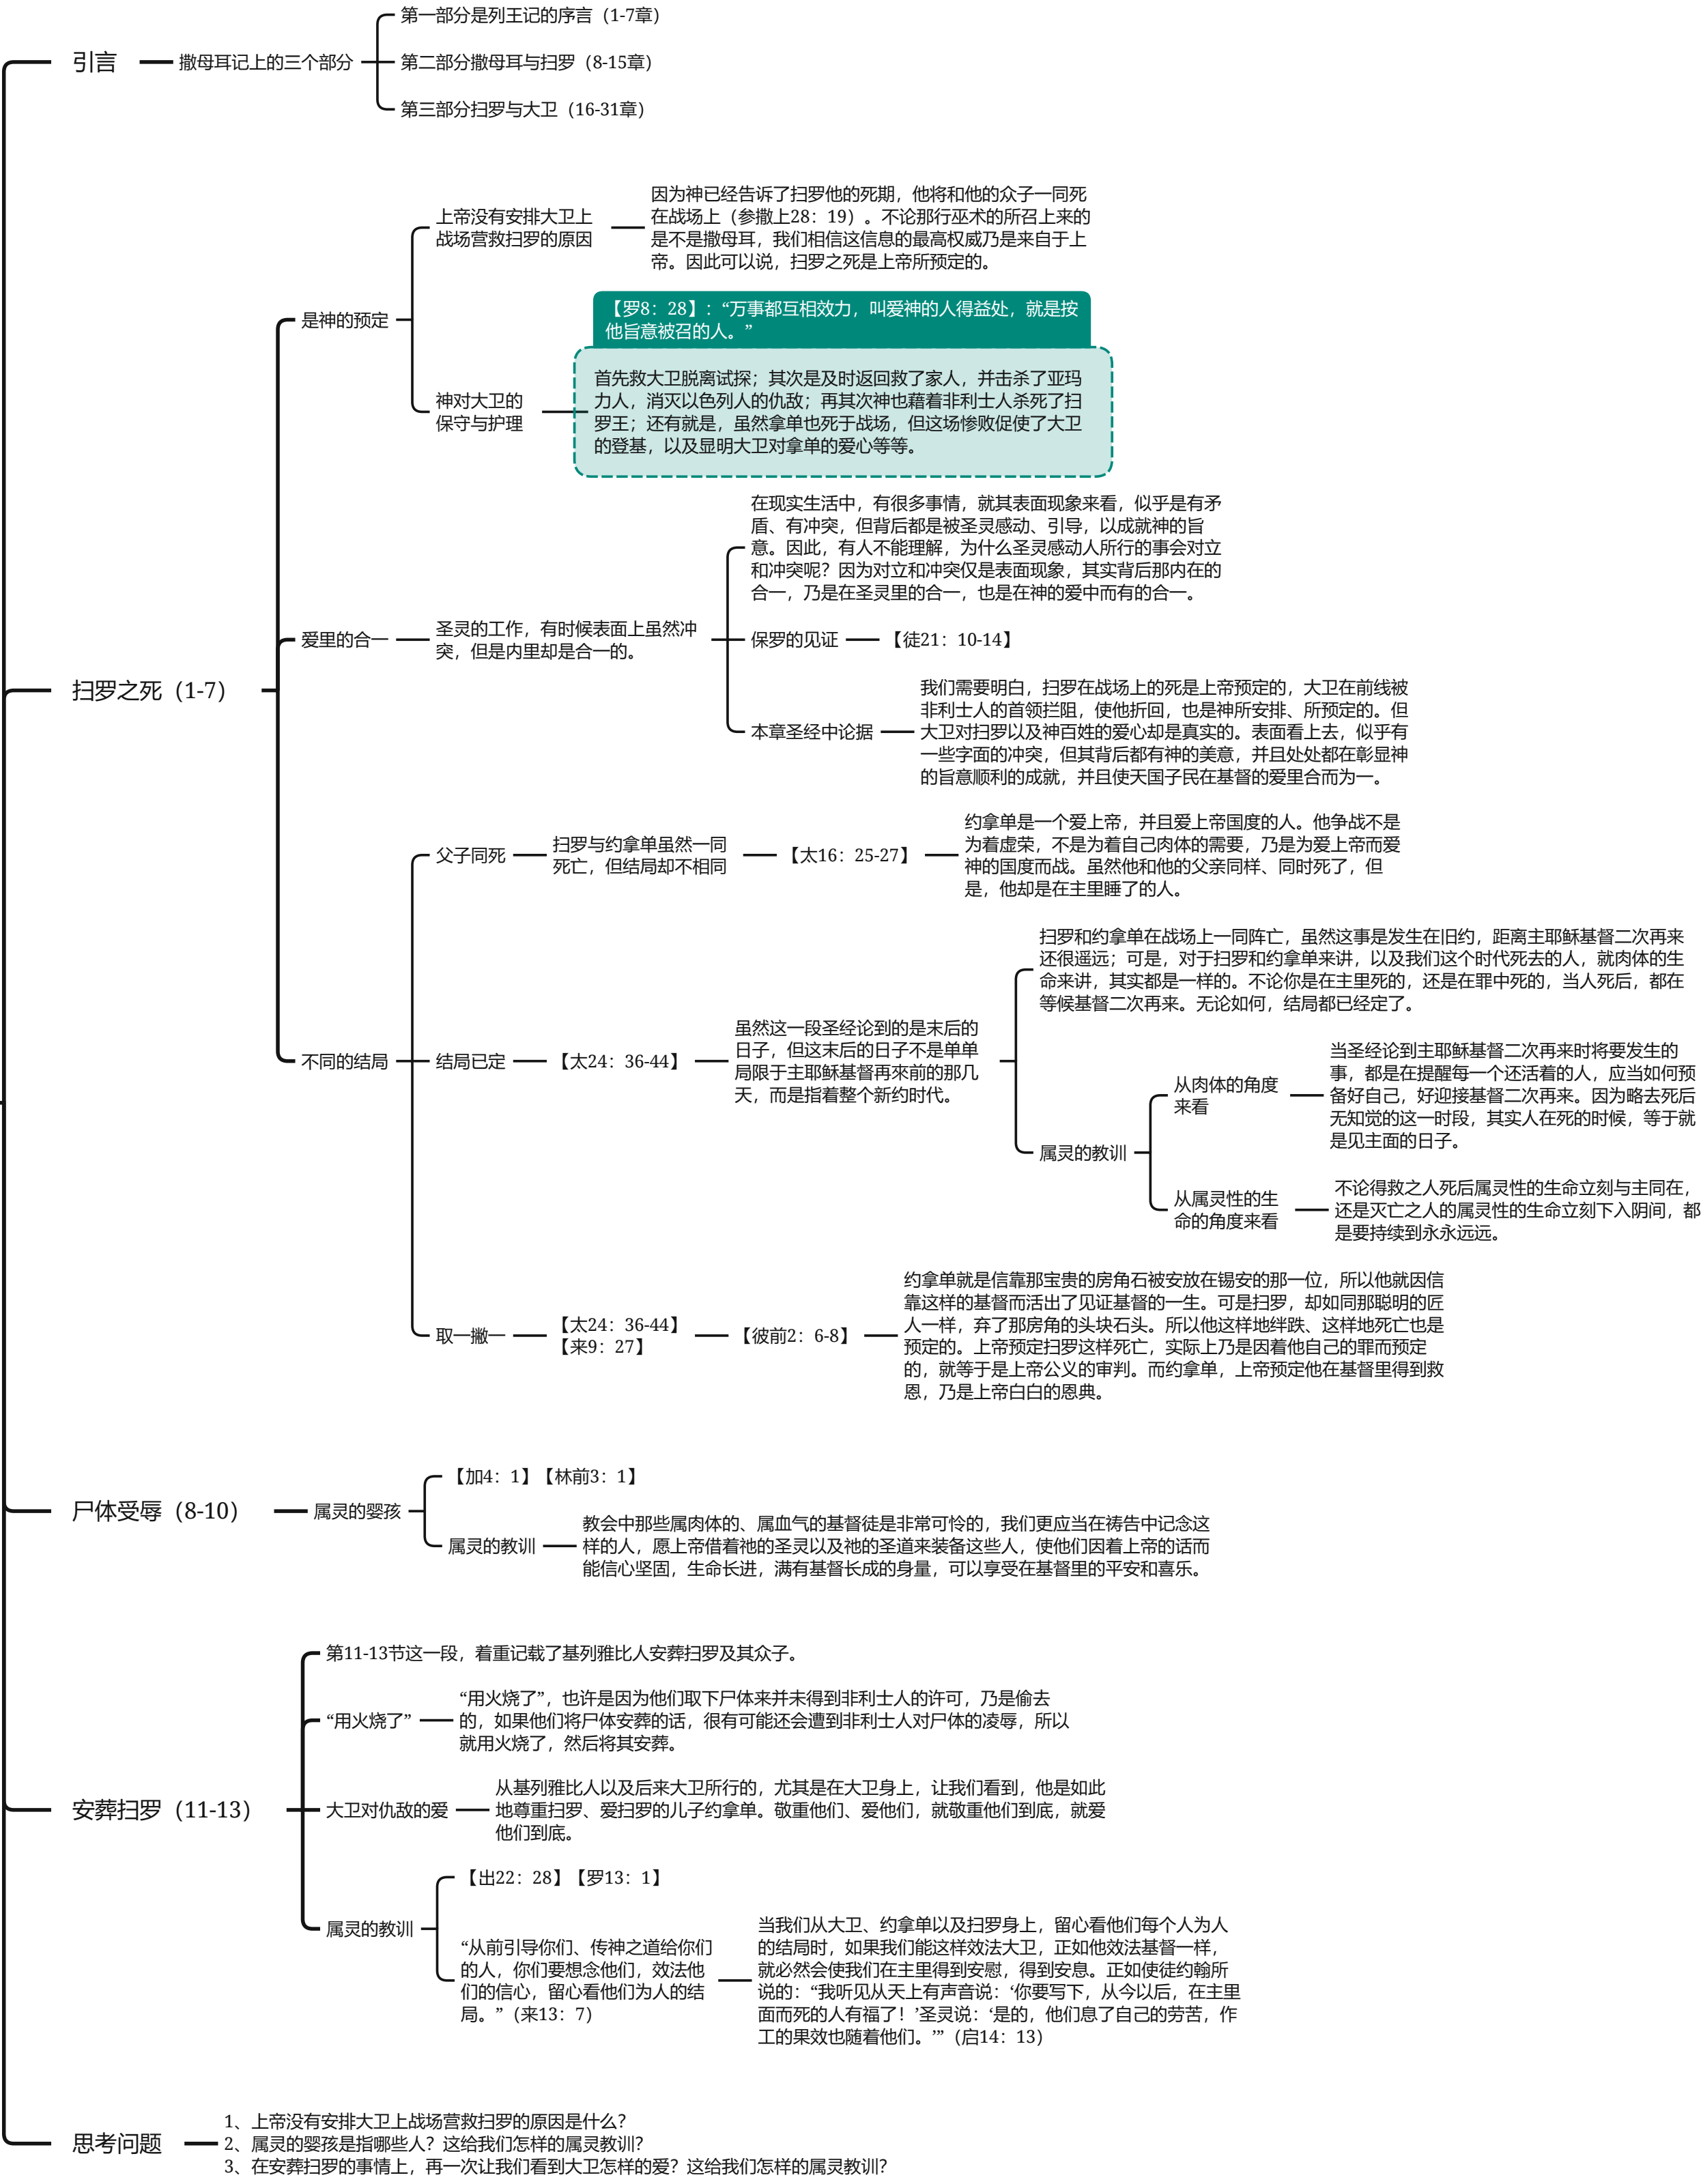 引言
撒母耳记上的三个部分
第一部分是列王记的序言（1-7章）
第二部分撒母耳与扫罗（8-15章）
第三部分扫罗与大卫（16-31章）
扫罗之死（1-7）
是神的预定
上帝没有安排大卫上
战场营救扫罗的原因
因为神已经告诉了扫罗他的死期，他将和他的众子一同死
在战场上（参撒上28：19）。不论那行巫术的所召上来的
是不是撒母耳，我们相信这信息的最高权威乃是来自于上
帝。因此可以说，扫罗之死是上帝所预定的。
神对大卫的
保守与护理
【罗8：28】：“万事都互相效力，叫爱神的人得益处，就是按
他旨意被召的人。”
首先救大卫脱离试探；其次是及时返回救了家人，并击杀了亚玛
力人，消灭以色列人的仇敌；再其次神也藉着非利士人杀死了扫
罗王；还有就是，虽然拿单也死于战场，但这场惨败促使了大卫
的登基，以及显明大卫对拿单的爱心等等。
爱里的合一
圣灵的工作，有时候表面上虽然冲
突，但是内里却是合一的。
在现实生活中，有很多事情，就其表面现象来看，似乎是有矛
盾、有冲突，但背后都是被圣灵感动、引导，以成就神的旨
意。因此，有人不能理解，为什么圣灵感动人所行的事会对立
和冲突呢？因为对立和冲突仅是表面现象，其实背后那内在的
合一，乃是在圣灵里的合一，也是在神的爱中而有的合一。
保罗的见证
【徒21：10-14】
本章圣经中论据
我们需要明白，扫罗在战场上的死是上帝预定的，大卫在前线被
非利士人的首领拦阻，使他折回，也是神所安排、所预定的。但
大卫对扫罗以及神百姓的爱心却是真实的。表面看上去，似乎有
一些字面的冲突，但其背后都有神的美意，并且处处都在彰显神
的旨意顺利的成就，并且使天国子民在基督的爱里合而为一。
不同的结局
父子同死
扫罗与约拿单虽然一同
死亡，但结局却不相同
【太16：25-27】
约拿单是一个爱上帝，并且爱上帝国度的人。他争战不是
为着虚荣，不是为着自己肉体的需要，乃是为爱上帝而爱
神的国度而战。虽然他和他的父亲同样、同时死了，但
是，他却是在主里睡了的人。
结局已定
【太24：36-44】
虽然这一段圣经论到的是末后的
日子，但这末后的日子不是单单
局限于主耶稣基督再來前的那几
天，而是指着整个新约时代。
扫罗和约拿单在战场上一同阵亡，虽然这事是发生在旧约，距离主耶稣基督二次再来
还很遥远；可是，对于扫罗和约拿单来讲，以及我们这个时代死去的人，就肉体的生
命来讲，其实都是一样的。不论你是在主里死的，还是在罪中死的，当人死后，都在
等候基督二次再来。无论如何，结局都已经定了。
属灵的教训
从肉体的角度
来看
当圣经论到主耶稣基督二次再来时将要发生的
事，都是在提醒每一个还活着的人，应当如何预
备好自己，好迎接基督二次再来。因为略去死后
无知觉的这一时段，其实人在死的时候，等于就
是见主面的日子。
从属灵性的生
命的角度来看
不论得救之人死后属灵性的生命立刻与主同在，
还是灭亡之人的属灵性的生命立刻下入阴间，都
是要持续到永永远远。
取一撇一
【太24：36-44】
【来9：27】
【彼前2：6-8】
约拿单就是信靠那宝贵的房角石被安放在锡安的那一位，所以他就因信
靠这样的基督而活出了见证基督的一生。可是扫罗，却如同那聪明的匠
人一样，弃了那房角的头块石头。所以他这样地绊跌、这样地死亡也是
预定的。上帝预定扫罗这样死亡，实际上乃是因着他自己的罪而预定
的，就等于是上帝公义的审判。而约拿单，上帝预定他在基督里得到救
恩，乃是上帝白白的恩典。
尸体受辱（8-10）
属灵的婴孩
【加4：1】【林前3：1】
属灵的教训
教会中那些属肉体的、属血气的基督徒是非常可怜的，我们更应当在祷告中记念这
样的人，愿上帝借着祂的圣灵以及祂的圣道来装备这些人，使他们因着上帝的话而
能信心坚固，生命长进，满有基督长成的身量，可以享受在基督里的平安和喜乐。
安葬扫罗（11-13）
第11-13节这一段，着重记载了基列雅比人安葬扫罗及其众子。
“用火烧了”
“用火烧了”，也许是因为他们取下尸体来并未得到非利士人的许可，乃是偷去
的，如果他们将尸体安葬的话，很有可能还会遭到非利士人对尸体的凌辱，所以
就用火烧了，然后将其安葬。
大卫对仇敌的爱
从基列雅比人以及后来大卫所行的，尤其是在大卫身上，让我们看到，他是如此
地尊重扫罗、爱扫罗的儿子约拿单。敬重他们、爱他们，就敬重他们到底，就爱
他们到底。
属灵的教训
【出22：28】【罗13：1】
“从前引导你们、传神之道给你们
的人，你们要想念他们，效法他
们的信心，留心看他们为人的结
局。”（来13：7）
当我们从大卫、约拿单以及扫罗身上，留心看他们每个人为人
的结局时，如果我们能这样效法大卫，正如他效法基督一样，
就必然会使我们在主里得到安慰，得到安息。正如使徒约翰所
说的：“我听见从天上有声音说：‘你要写下，从今以后，在主里
面而死的人有福了！’圣灵说：‘是的，他们息了自己的劳苦，作
工的果效也随着他们。’”（启14：13）
思考问题
1、上帝没有安排大卫上战场营救扫罗的原因是什么？
2、属灵的婴孩是指哪些人？这给我们怎样的属灵教训？
3、在安葬扫罗的事情上，再一次让我们看到大卫怎样的爱？这给我们怎样的属灵教训？